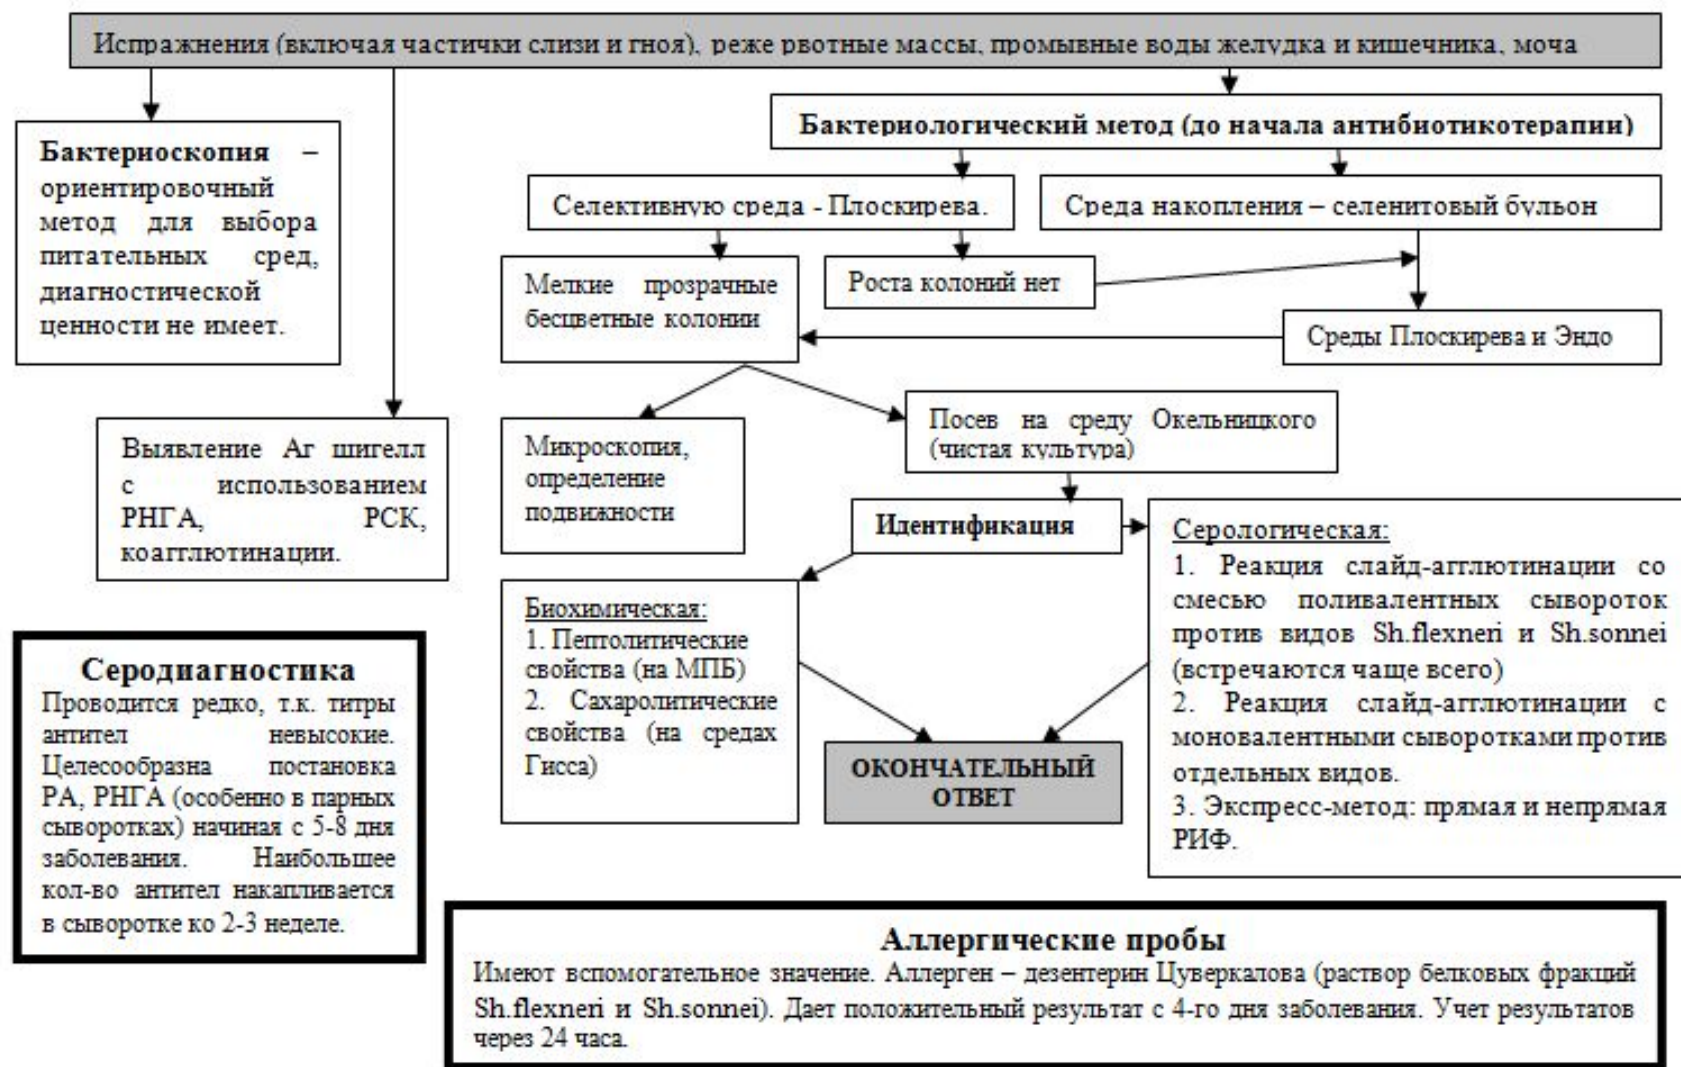 Испражнения (включая частички слизи и гноя), реже рвотные массы, промывные воды желудка и кишечника, моча
Бактериологический метод (до начала антибиотикотерапии)
Бактериоскопия –
ориентировочный
метод для выбора
питательных сред,
диагностической
ценности не имеет.
Селективную среда - Плоскирева.
Среда накопления – селенитовый бульон
Мелкие прозрачные
бесцветные колонии
Роста колоний нет
Среды Плоскирева и Эндо
Выявление Аг шигелл
с использованием
РНГА, РСК,
коагглютинации.
Микроскопия,
определение
подвижности
Посев на среду Окельницкого
(чистая культура)
Идентификация
Биохимическая:
1. Пептолитические
свойства (на МПБ)
2. Сахаролитические
свойства (на средах
Гисса)
Серологическая:
1. Реакция слайд-агглютинации со
смесью поливалентных сывороток
против видов Sh.flexneri и Sh.sonnei
(встречаются чаще всего)
2. Реакция слайд-агглютинации с
моновалентными сыворотками против
отдельных видов.
3. Экспресс-метод: прямая и непрямая
РИФ.
ОКОНЧАТЕЛЬНЫЙ
ОТВЕТ
Серодиагностика
Проводится редко, т.к. титры
антител невысокие.
Целесообразна постановка
РА, РНГА (особенно в парных
сыворотках) начиная с 5-8 дня
заболевания. Наибольшее
кол-во антител накапливается
в сыворотке ко 2-3 неделе.
Аллергические пробы
Имеют вспомогательное значение. Аллерген – дезентерин Цуверкалова (раствор белковых фракций
Sh.flexneri и Sh.sonnei). Дает положительный результат с 4-го дня заболевания. Учет результатов
через 24 часа.